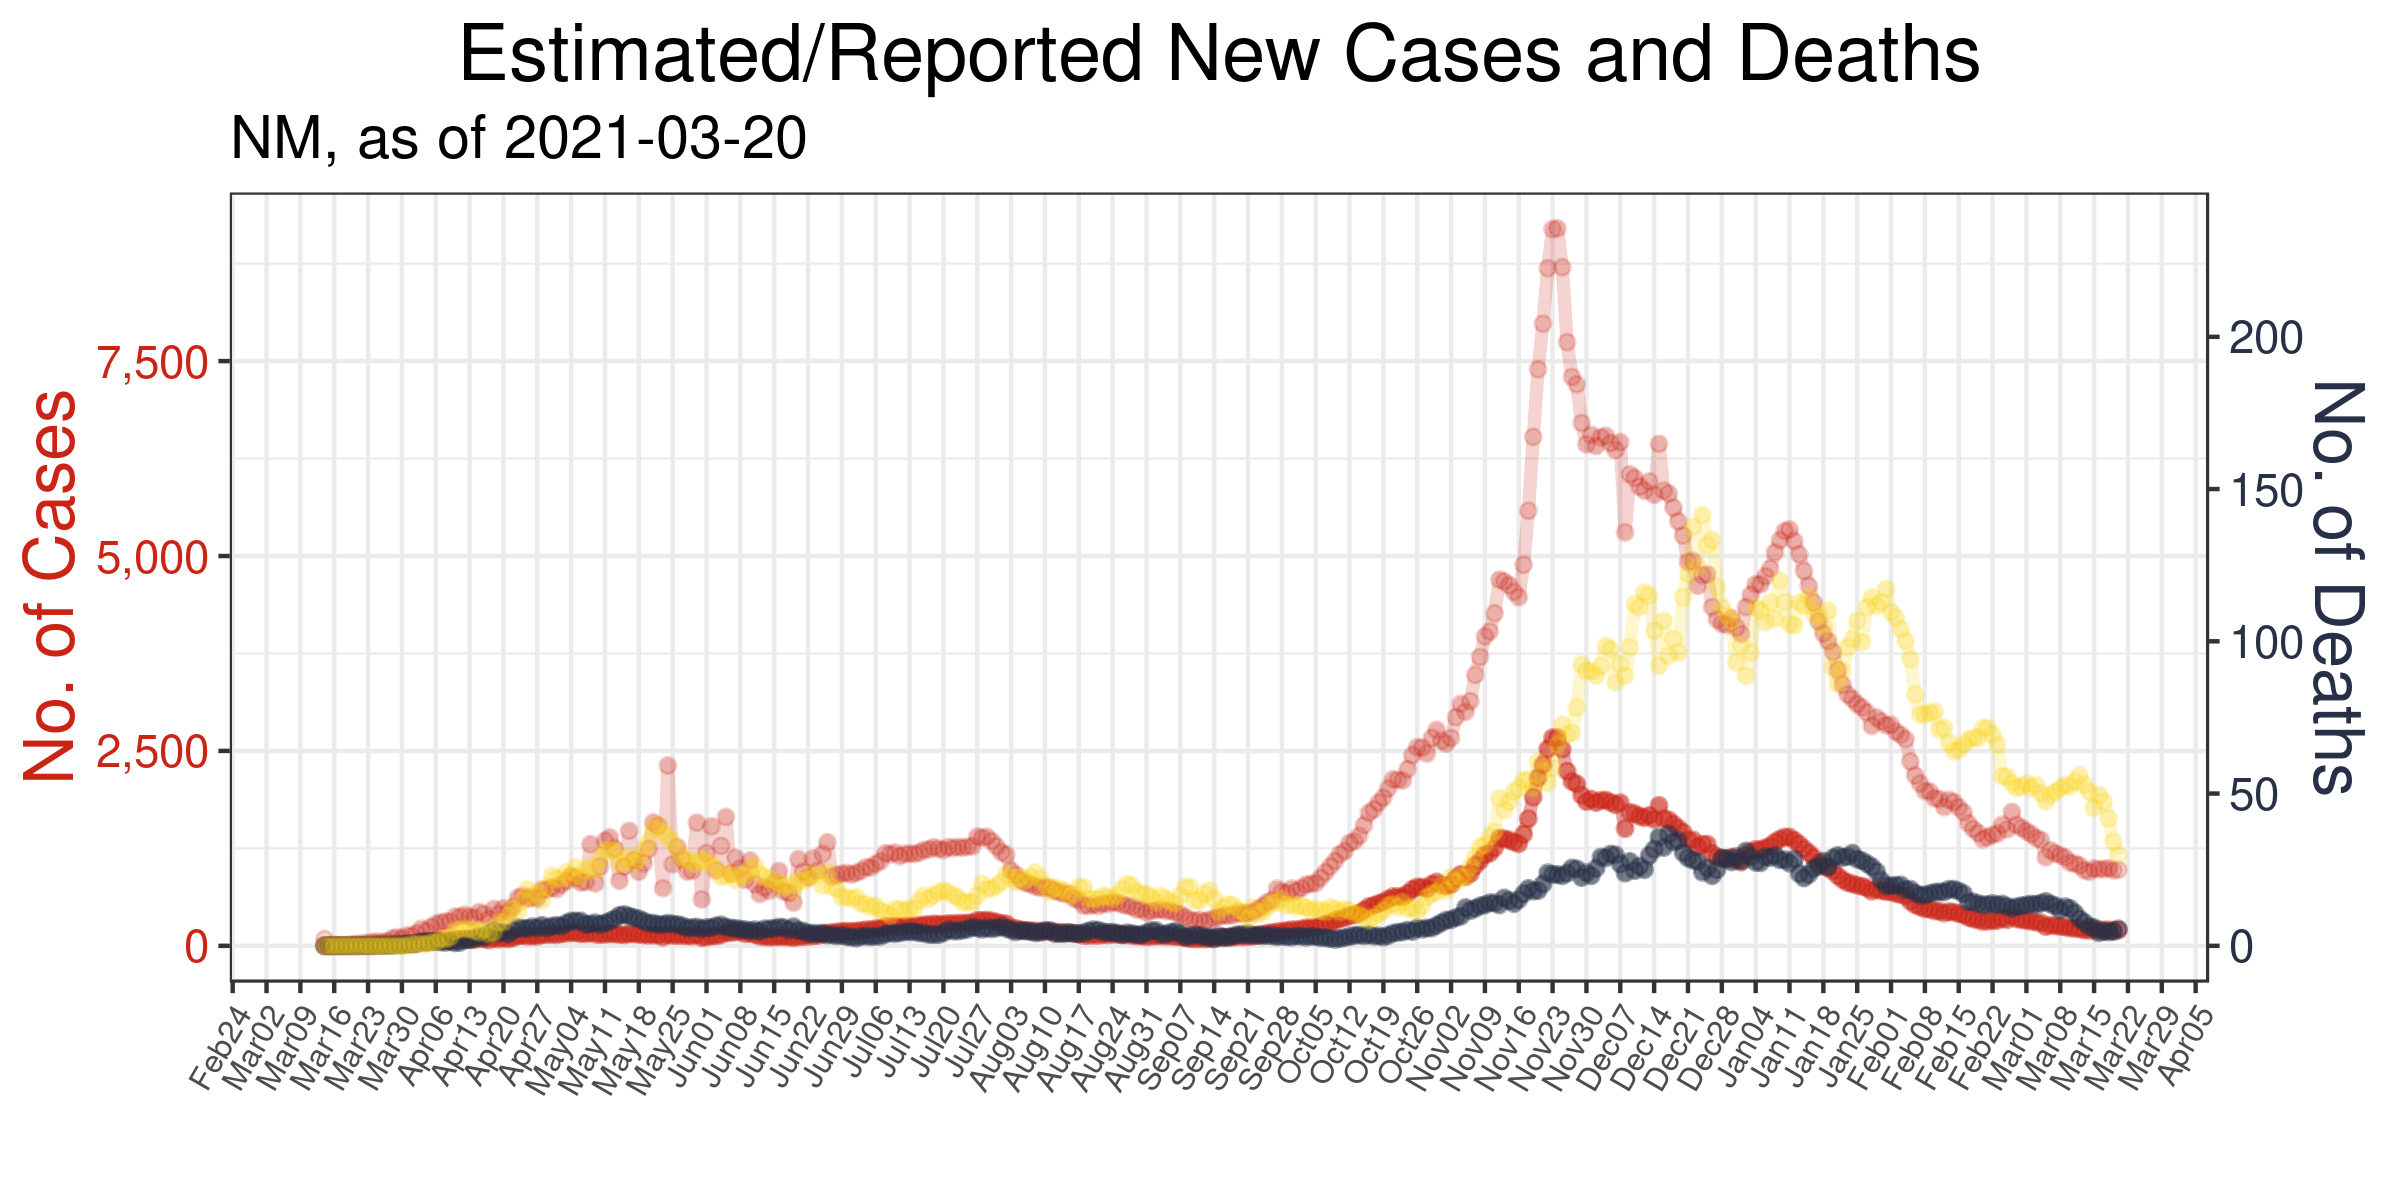 Estimated/Reported New Cases and Deaths
NM, as of 2021-03-20
No. of Cases
7,500
5,000
2,500
0
200
150
100
50
0
No. of Deaths
Feb24
Mar02
Mar09
Mar16
Mar23
Mar30
Apr06
Apr13
Apr20
Apr27
May04
May11
May18
May25
Jun01
Jun08
Jun15
Jun22
Jun29
Jul06
Jul13
Jul20
Jul27
Aug03
Aug10
Aug17
Aug24
Aug31
Sep07
Sep14
Sep21
Sep28
Oct05
Oct12
Oct19
Oct26
Nov02
Nov09
Nov16
Nov23
Nov30
Dec07
Dec14
Dec21
Dec28
Jan04
Jan11
Jan18
Jan25
Feb01
Feb08
Feb15
Feb22
Mar01
Mar08
Mar15
Mar22
Mar29
Apr05